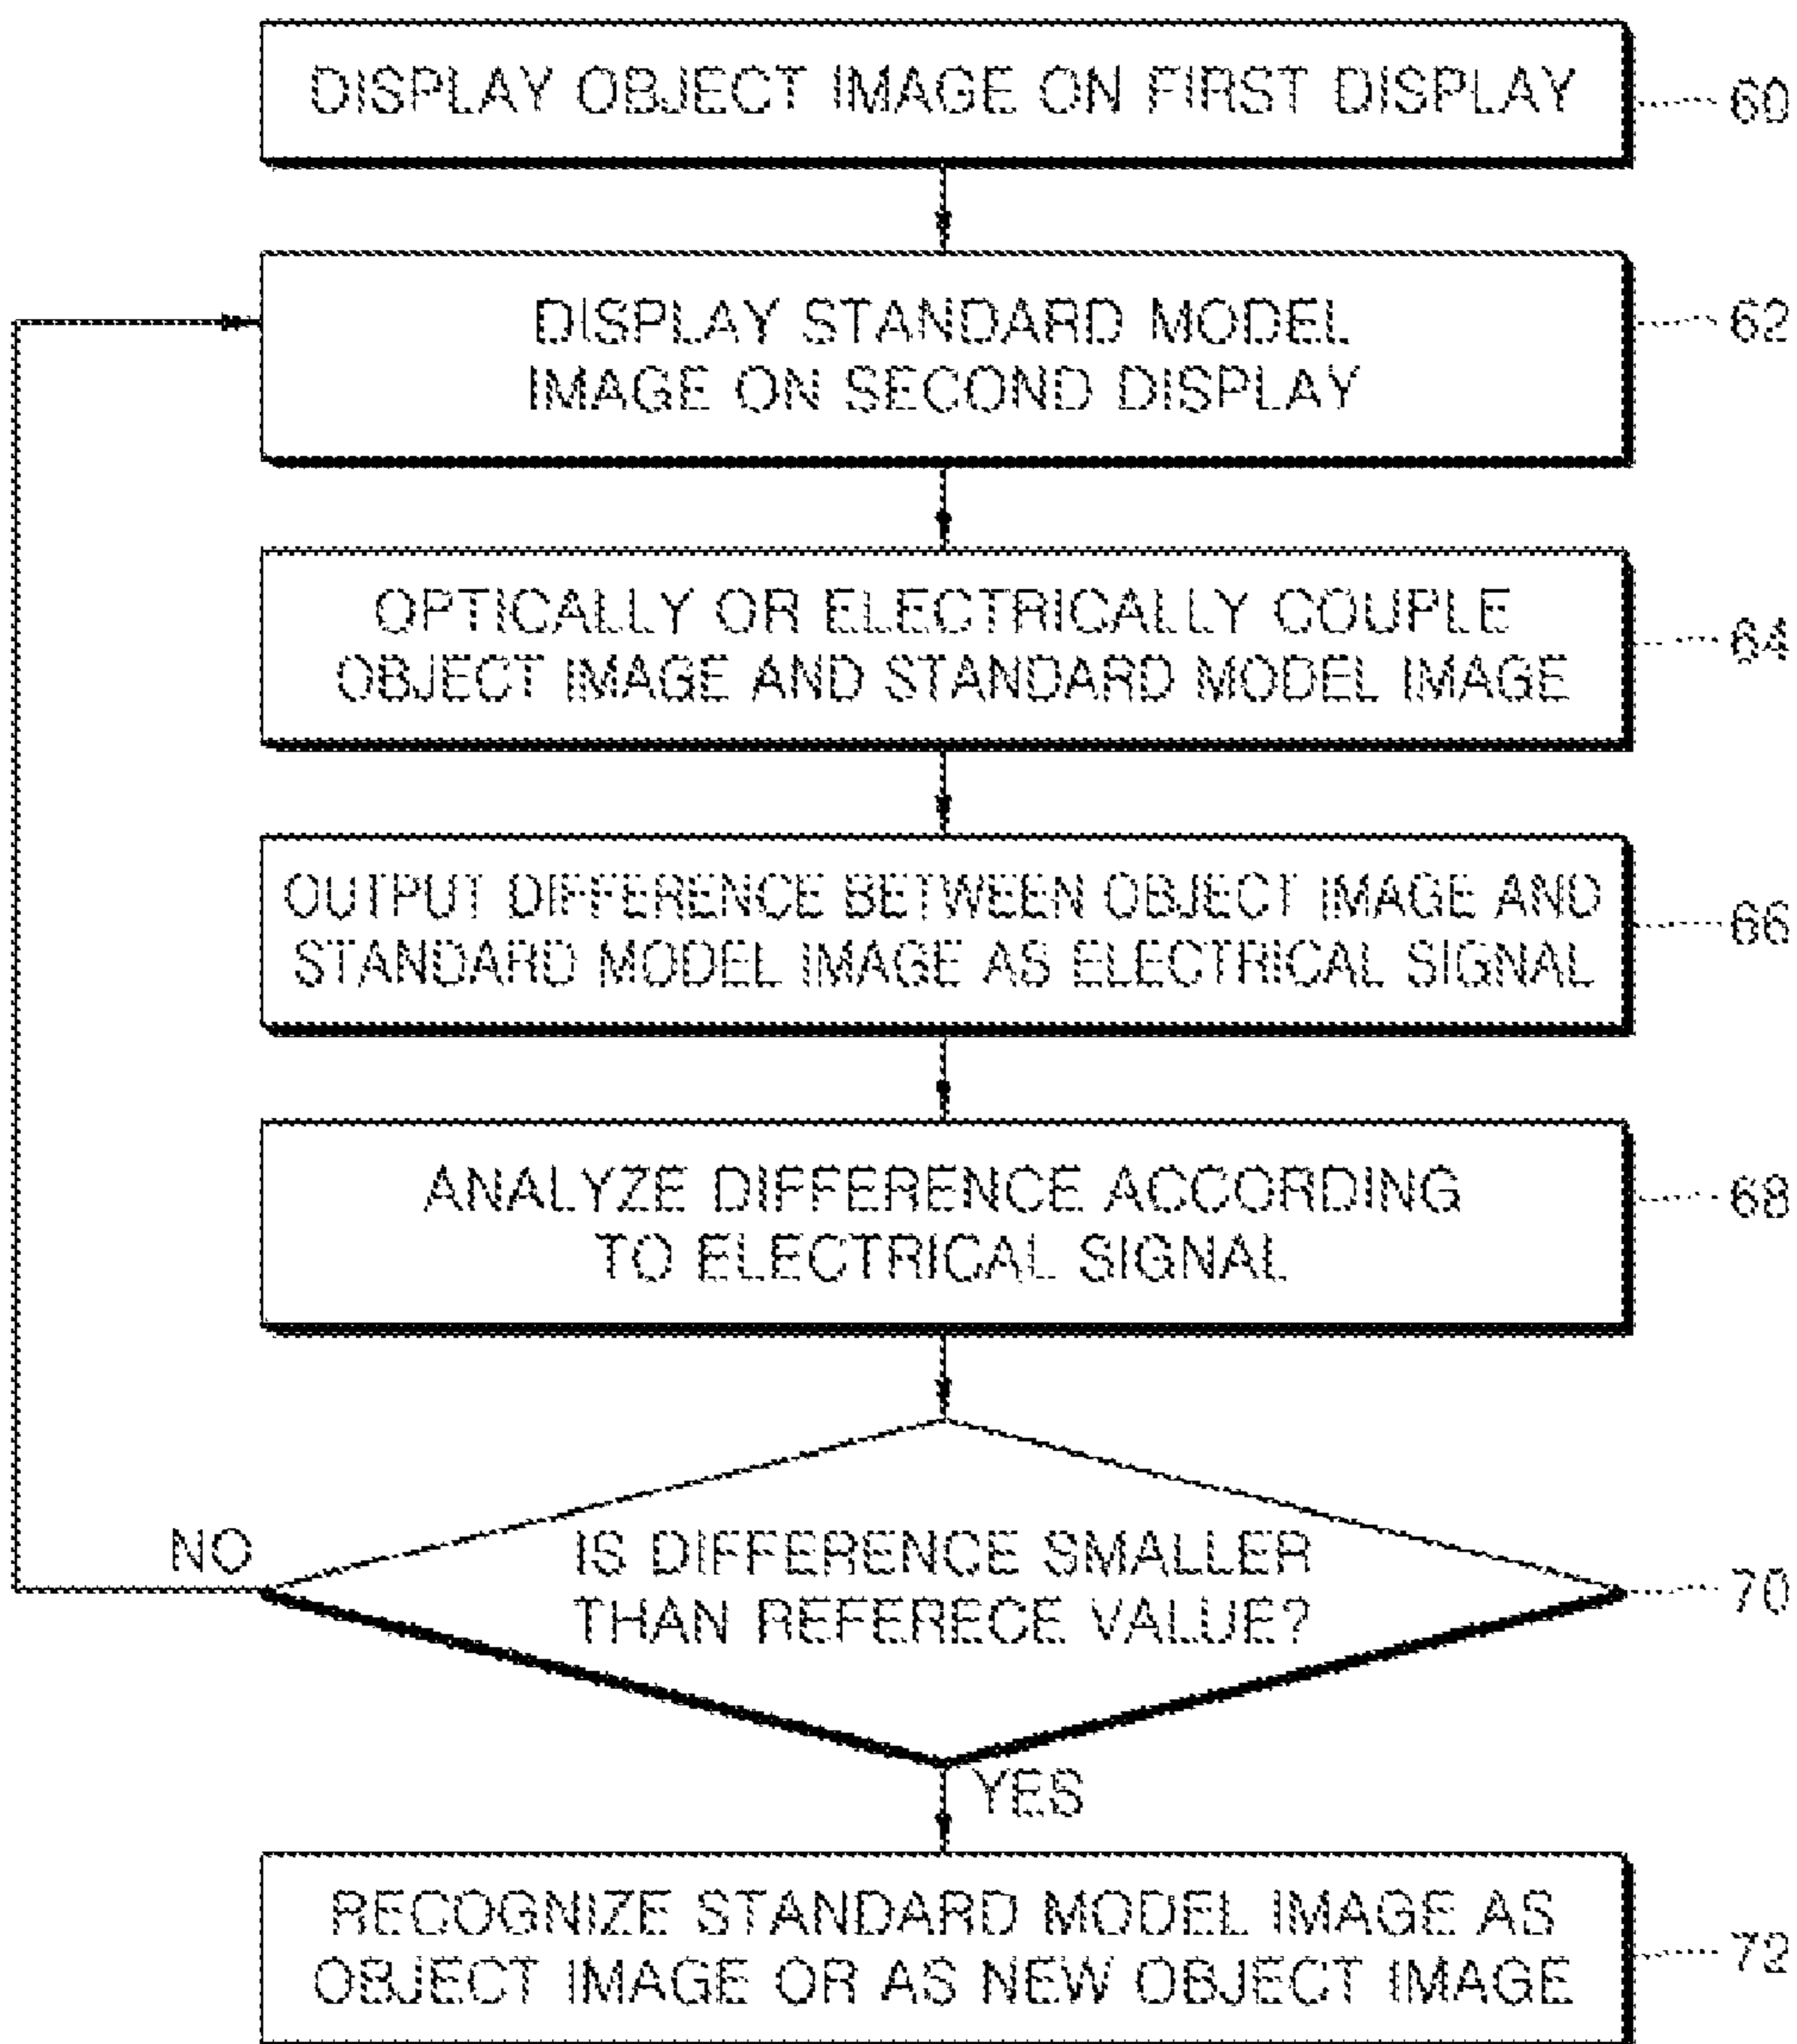 DISPLAY OBJECT IMAGE ON FIRST DISPLAY
60
DISPLAY STANDARD MODEL
IMAGE ON SECOND DISPLAY
62
OPTICALLY OR ELECTRICALLY COUPLE
OBJECT IMAGE AND STANDARD MODEL IMAGE
64
OUTPUT DIFFERENCE BETWEEN OBJECT IMAGE AND
STANDARD MODEL IMAGE AS ELECTRICAL SIGNAL
66
ANALYZE DIFFERENCE ACCORDING
TO ELECTRICAL SIGNAL
68
NO
IS DIFFERENCE SMALLER
THAN REFERECE VALUE?
70
YES
RECOGNIZE STANDARD MODEL IMAGE AS
OBJECT IMAGE OR AS NEW OBJECT IMAGE
72